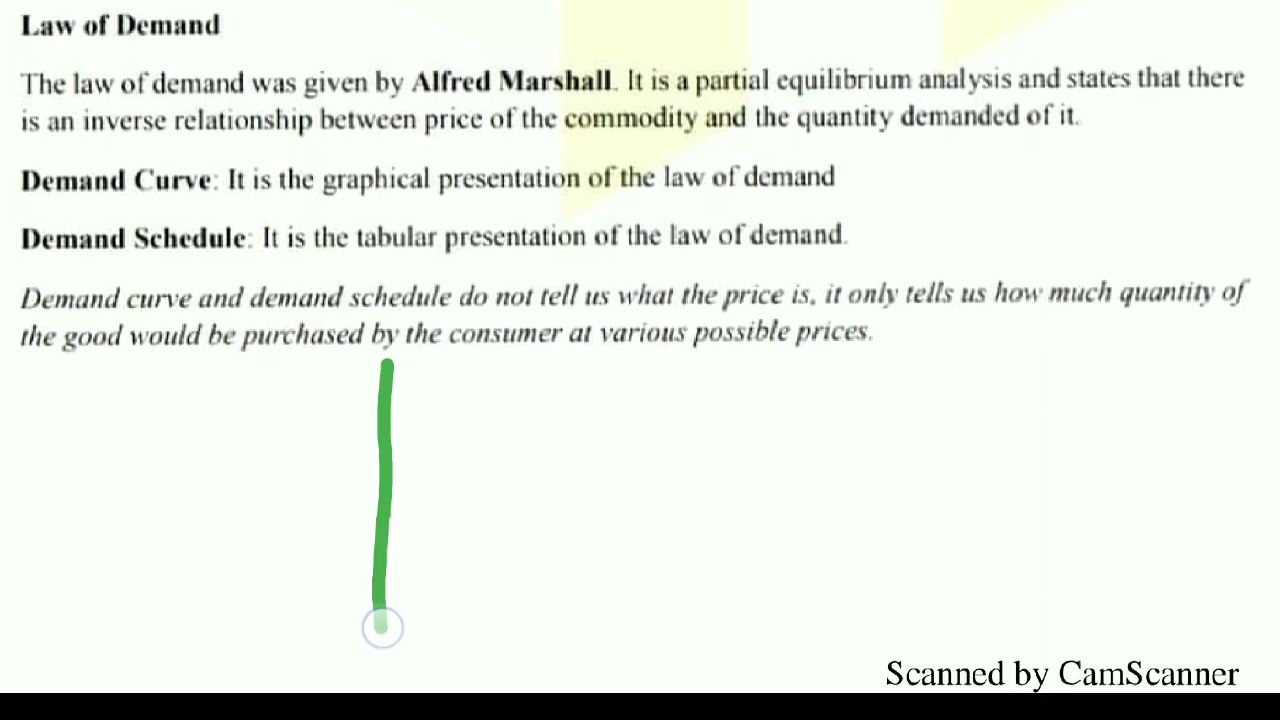 Law of Demand
The law of demand was given by Alfred Marshall. It is a partial equilibrium analysis and states that there
is an inverse relationship between price of the commodity and the quantity demanded of it.
Demand Curve: It is the graphical presentation of the law of demand
Demand Schedule: It is the tabular presentation of the law of demand.
Demand curve and demand schedule do not tell us what the price is, it only tells us how much quantity of
the good would be purchased by the consumer at various possible prices.
Scanned by CamScanner